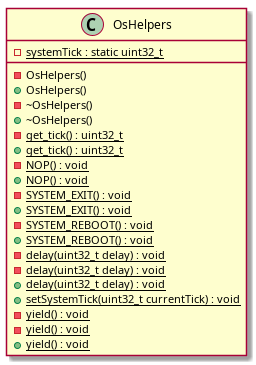 C OsHelpers
systemTick : static uint32_t
OsHelpers()
OsHelpers()
~OsHelpers()
~OsHelpers()
get_tick() : uint32_t
get_tick() : uint32_t
NOP() : void
NOP() : void
SYSTEM_EXIT() : void
SYSTEM_EXIT() : void
SYSTEM_REBOOT() : void
SYSTEM_REBOOT() : void
delay(uint32_t delay) : void
delay(uint32_t delay) : void
delay(uint32_t delay) : void
setSystemTick(uint32_t currentTick) : void
yield() : void
yield() : void
yield() : void